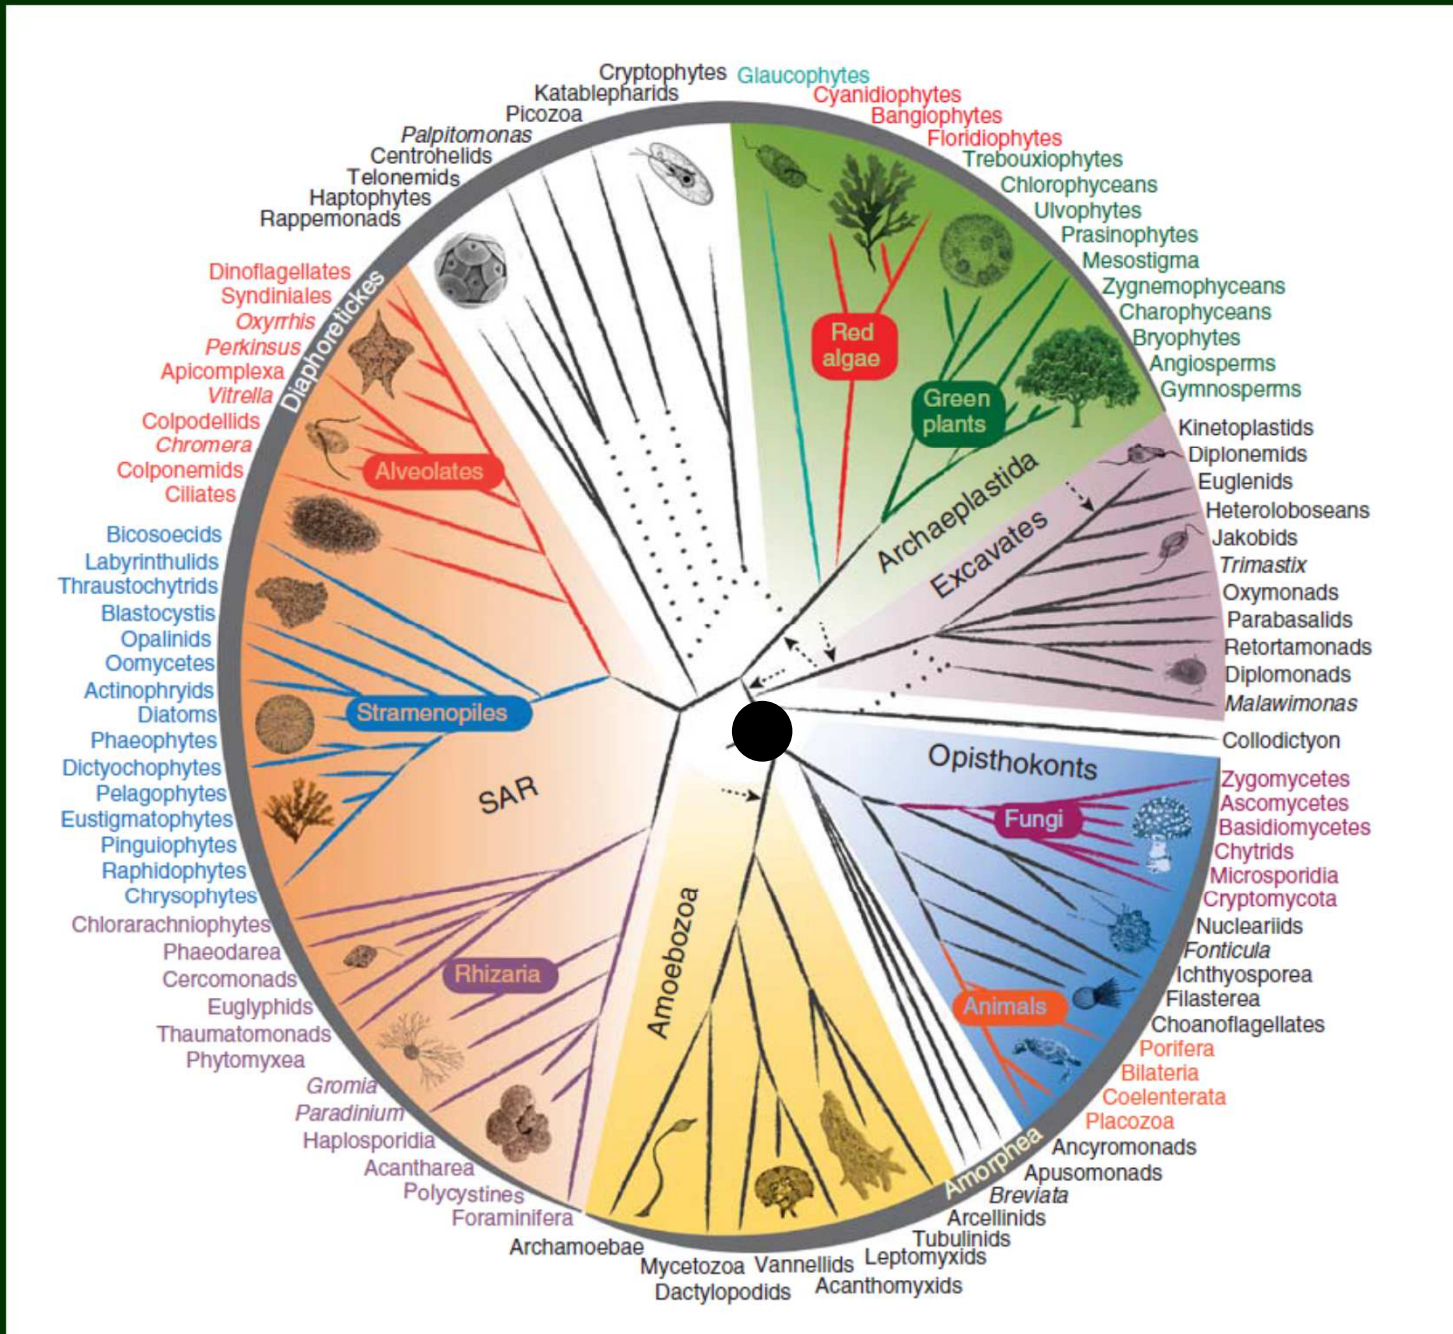 Cryptophytes
Katablepharids
Picozoa
Palpitomonas
Centrohelids
Telonemids
Haptophytes
Rappemonads
Glaucophytes
Cyanidiophytes
Bangiophytes
Floridiophytes
Trebouxiophytes
Chlorophyceans
Ulvophytes
Prasinophytes
Mesostigma
Zygnemophyceans
Charophyceans
Bryophytes
Angiosperms
Gymnosperms
Kinetoplastids
Diplonemids
Euglenids
Heteroloboseans
Jakobids
Trimastix
Oxymonads
Parabasalids
Retortamonads
Diplomonads
Malawimonas
Collodictyon
Zygomycetes
Ascomycetes
Basidiomycetes
Chytrids
Microsporidia
Cryptomycota
Nucleariids
Fonticula
Ichthyosporea
Filasterea
Choanoflagellates
Porifera
Bilateria
Coelenterata
Placozoa
Ancyromonads
Apusomonads
Breviata
Arcellinids
Tubulinids
Leptomyxids
Acanthomyxids
Vannellids
Dactylopodids
Mycetozoa
Archamoebae
Dinoflagellates
Syndiniales
Oxyrrhis
Perkinsus
Apicomplexa
Vitrella
Colpodellids
Chromera
Colponemids
Ciliates
Bicosoecids
Labyrinthulids
Thraustochytrids
Blastocystis
Opalinids
Oomycetes
Actinophryids
Diatoms
Phaeophytes
Dictyochophytes
Pelagophytes
Eustigmatophytes
Pinguiophytes
Raphidophytes
Chrysophytes
Chlorarachniophytes
Phaeodarea
Cercomonads
Euglyphids
Thaumatomonads
Phytomyxea
Gromia
Paradinium
Haplosporidia
Acantharea
Polycystines
Foraminifera
Diaphoretickes
Amorphea
Red
algae
Green
plants
Archaeplastida
Excavates
Alveolates
Stramenopiles
SAR
Rhizaria
Amoebozoa
Opisthokonts
Fungi
Animals